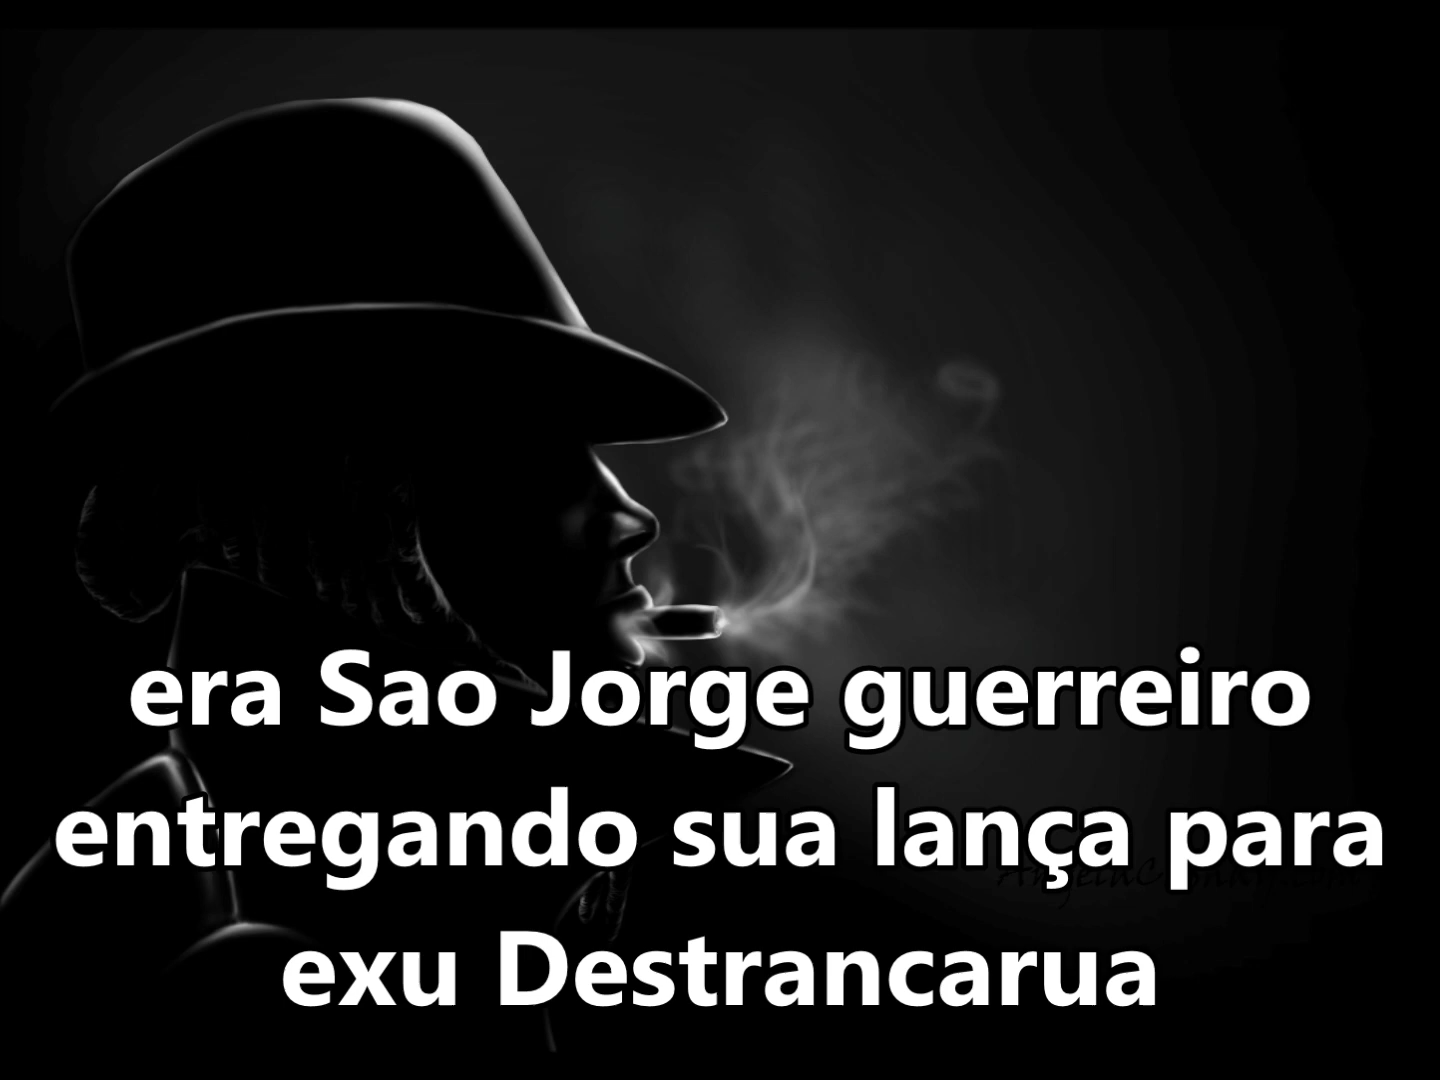 era Sao Jorge guerreiro
entregando sua lança para
exu Destrancarua